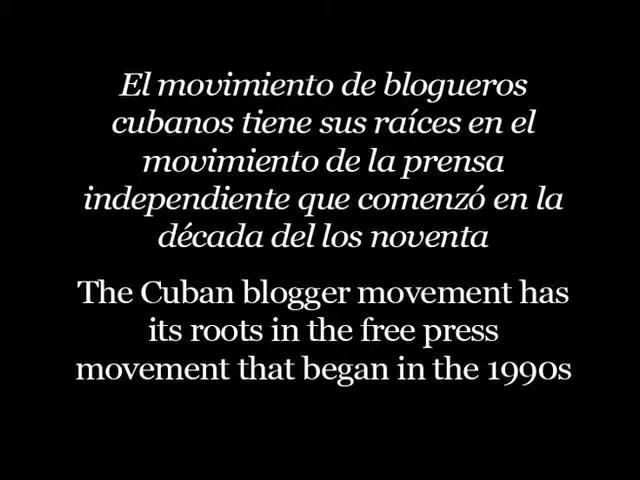 El movimiento de blogueros
cubanos tiene sus raíces en el
movimiento de la prensa
independiente que comenzó en la
década del los noventa
The Cuban blogger movement has
its roots in the free press
movement that began in the 1990s